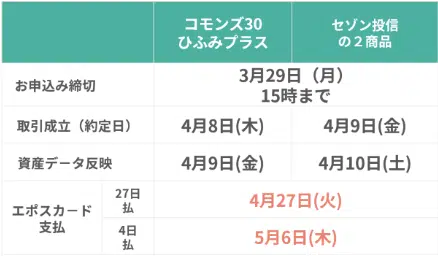 コモンズ30
ひふみプラス
セゾン投信
の２商品
お申込み締切
3月29日（月）
15時まで
取引成立（約定日）
4月8日(木)
4月9日(金)
資産データ反映
4月9日(金)
4月10日(土)
エポスカード
支払
27日
払
4月27日(火)
4日
払
5月6日(木)